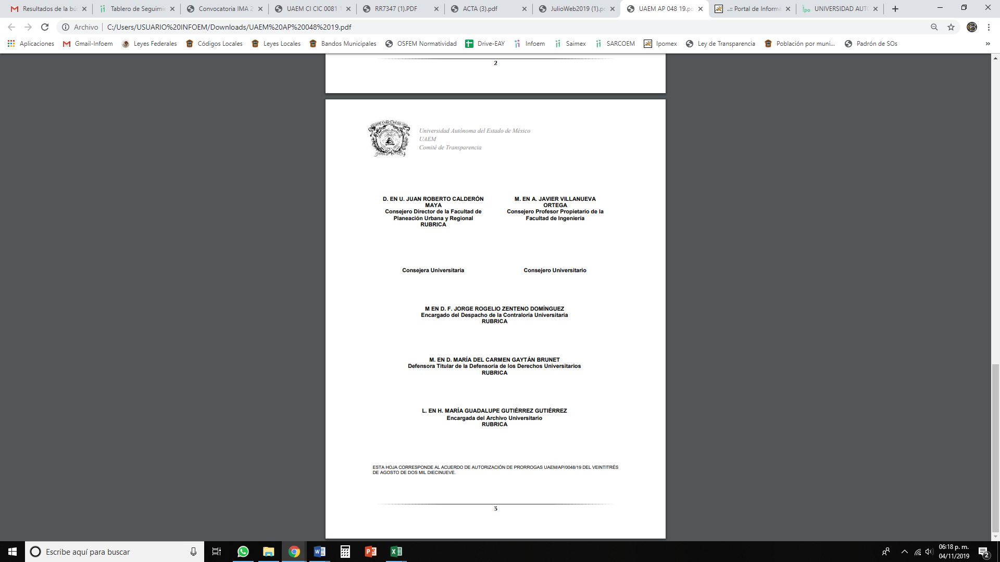 Resultados de la bú
Tablero de Seguimie
Convocatoria IMA 2
UAEM CI CIC 0081 1
RR7347 (1).PDF
ACTA (3).pdf
JulioWeb2019 (1).pd
UAEM AP 048 19.pd
..:: Portal de Informa
UNIVERSIDAD AUTÓ
Archivo
C:/Users/USUARIO%20INFOEM/Downloads/UAEM%20AP%20048%2019.pdf
Aplicaciones
Gmail-Infoem
Leyes Federales
Códigos Locales
Leyes Locales
Bandos Municipales
OSFEM Normatividad
Drive-EAY
Infoem
Saimex
SARCOEM
Ipomex
Ley de Transparencia
Población por muni...
Padrón de SOs
»
2
Universidad Autónoma del Estado de México
UAEM
Comité de Transparencia
D. EN U. JUAN ROBERTO CALDERÓN
MAYA
Consejero Director de la Facultad de
Planeación Urbana y Regional
RUBRICA
M. EN A. JAVIER VILLANUEVA
ORTEGA
Consejero Profesor Propietario de la
Facultad de Ingeniería
Consejera Universitaria
Consejero Universitario
M EN D. F. JORGE ROGELIO ZENTENO DOMÍNGUEZ
Encargado del Despacho de la Contraloría Universitaria
RUBRICA
M. EN D. MARÍA DEL CARMEN GAYTÁN BRUNET
Defensora Titular de la Defensoría de los Derechos Universitarios
RUBRICA
L. EN H. MARÍA GUADALUPE GUTIÉRREZ GUTIÉRREZ
Encargada del Archivo Universitario
RUBRICA
ESTA HOJA CORRESPONDE AL ACUERDO DE AUTORIZACIÓN DE PRORROGAS UAEM/AP/0048/19 DEL VEINTITRÉS
DE AGOSTO DE DOS MIL DIECINUEVE.
3
Escribe aquí para buscar
06:18 p. m.
04/11/2019
2